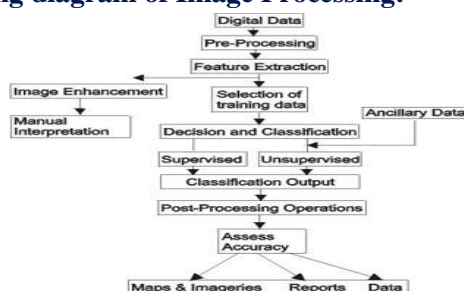 ng diagram of Image Processing:
Digital Data
Pre-Processing
Feature Extraction
Image Enhancement
Selection of
training data
Ancillary Data
Manual
Interpretation
Decision and Classification
Supervised
Unsupervised
Classification Output
Post-Processing Operations
Assess
Accuracy
Maps & Imageries
Reports
Data